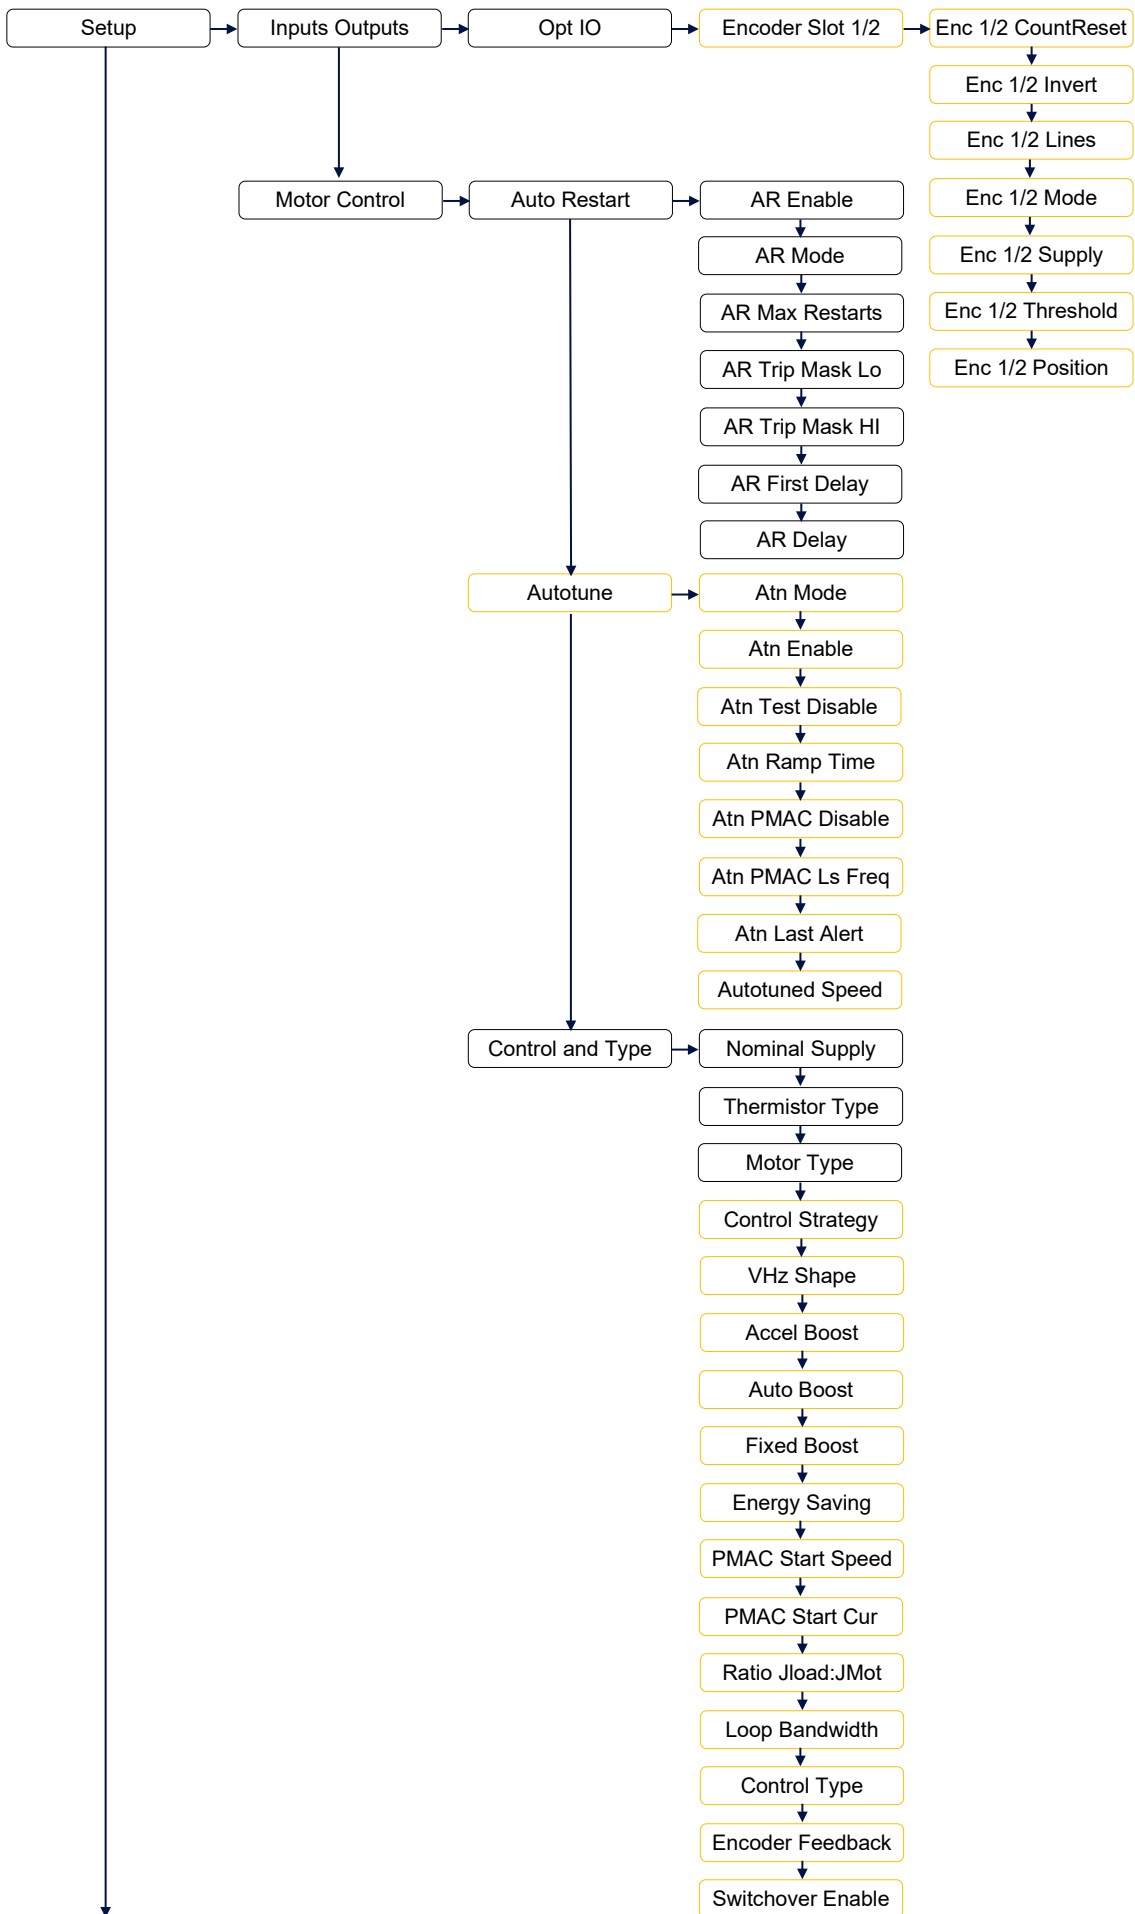 Setup
Inputs Outputs
Opt IO
Encoder Slot 1/2
Enc 1/2 CountReset
Enc 1/2 Invert
Enc 1/2 Lines
Enc 1/2 Mode
Enc 1/2 Supply
Enc 1/2 Threshold
Enc 1/2 Position
Motor Control
Auto Restart
AR Enable
AR Mode
AR Max Restarts
AR Trip Mask Lo
AR Trip Mask HI
AR First Delay
AR Delay
Autotune
Atn Mode
Atn Enable
Atn Test Disable
Atn Ramp Time
Atn PMAC Disable
Atn PMAC Ls Freq
Atn Last Alert
Autotuned Speed
Control and Type
Nominal Supply
Thermistor Type
Motor Type
Control Strategy
VHz Shape
Accel Boost
Auto Boost
Fixed Boost
Energy Saving
PMAC Start Speed
PMAC Start Cur
Ratio Jload:JMot
Loop Bandwidth
Control Type
Encoder Feedback
Switchover Enable